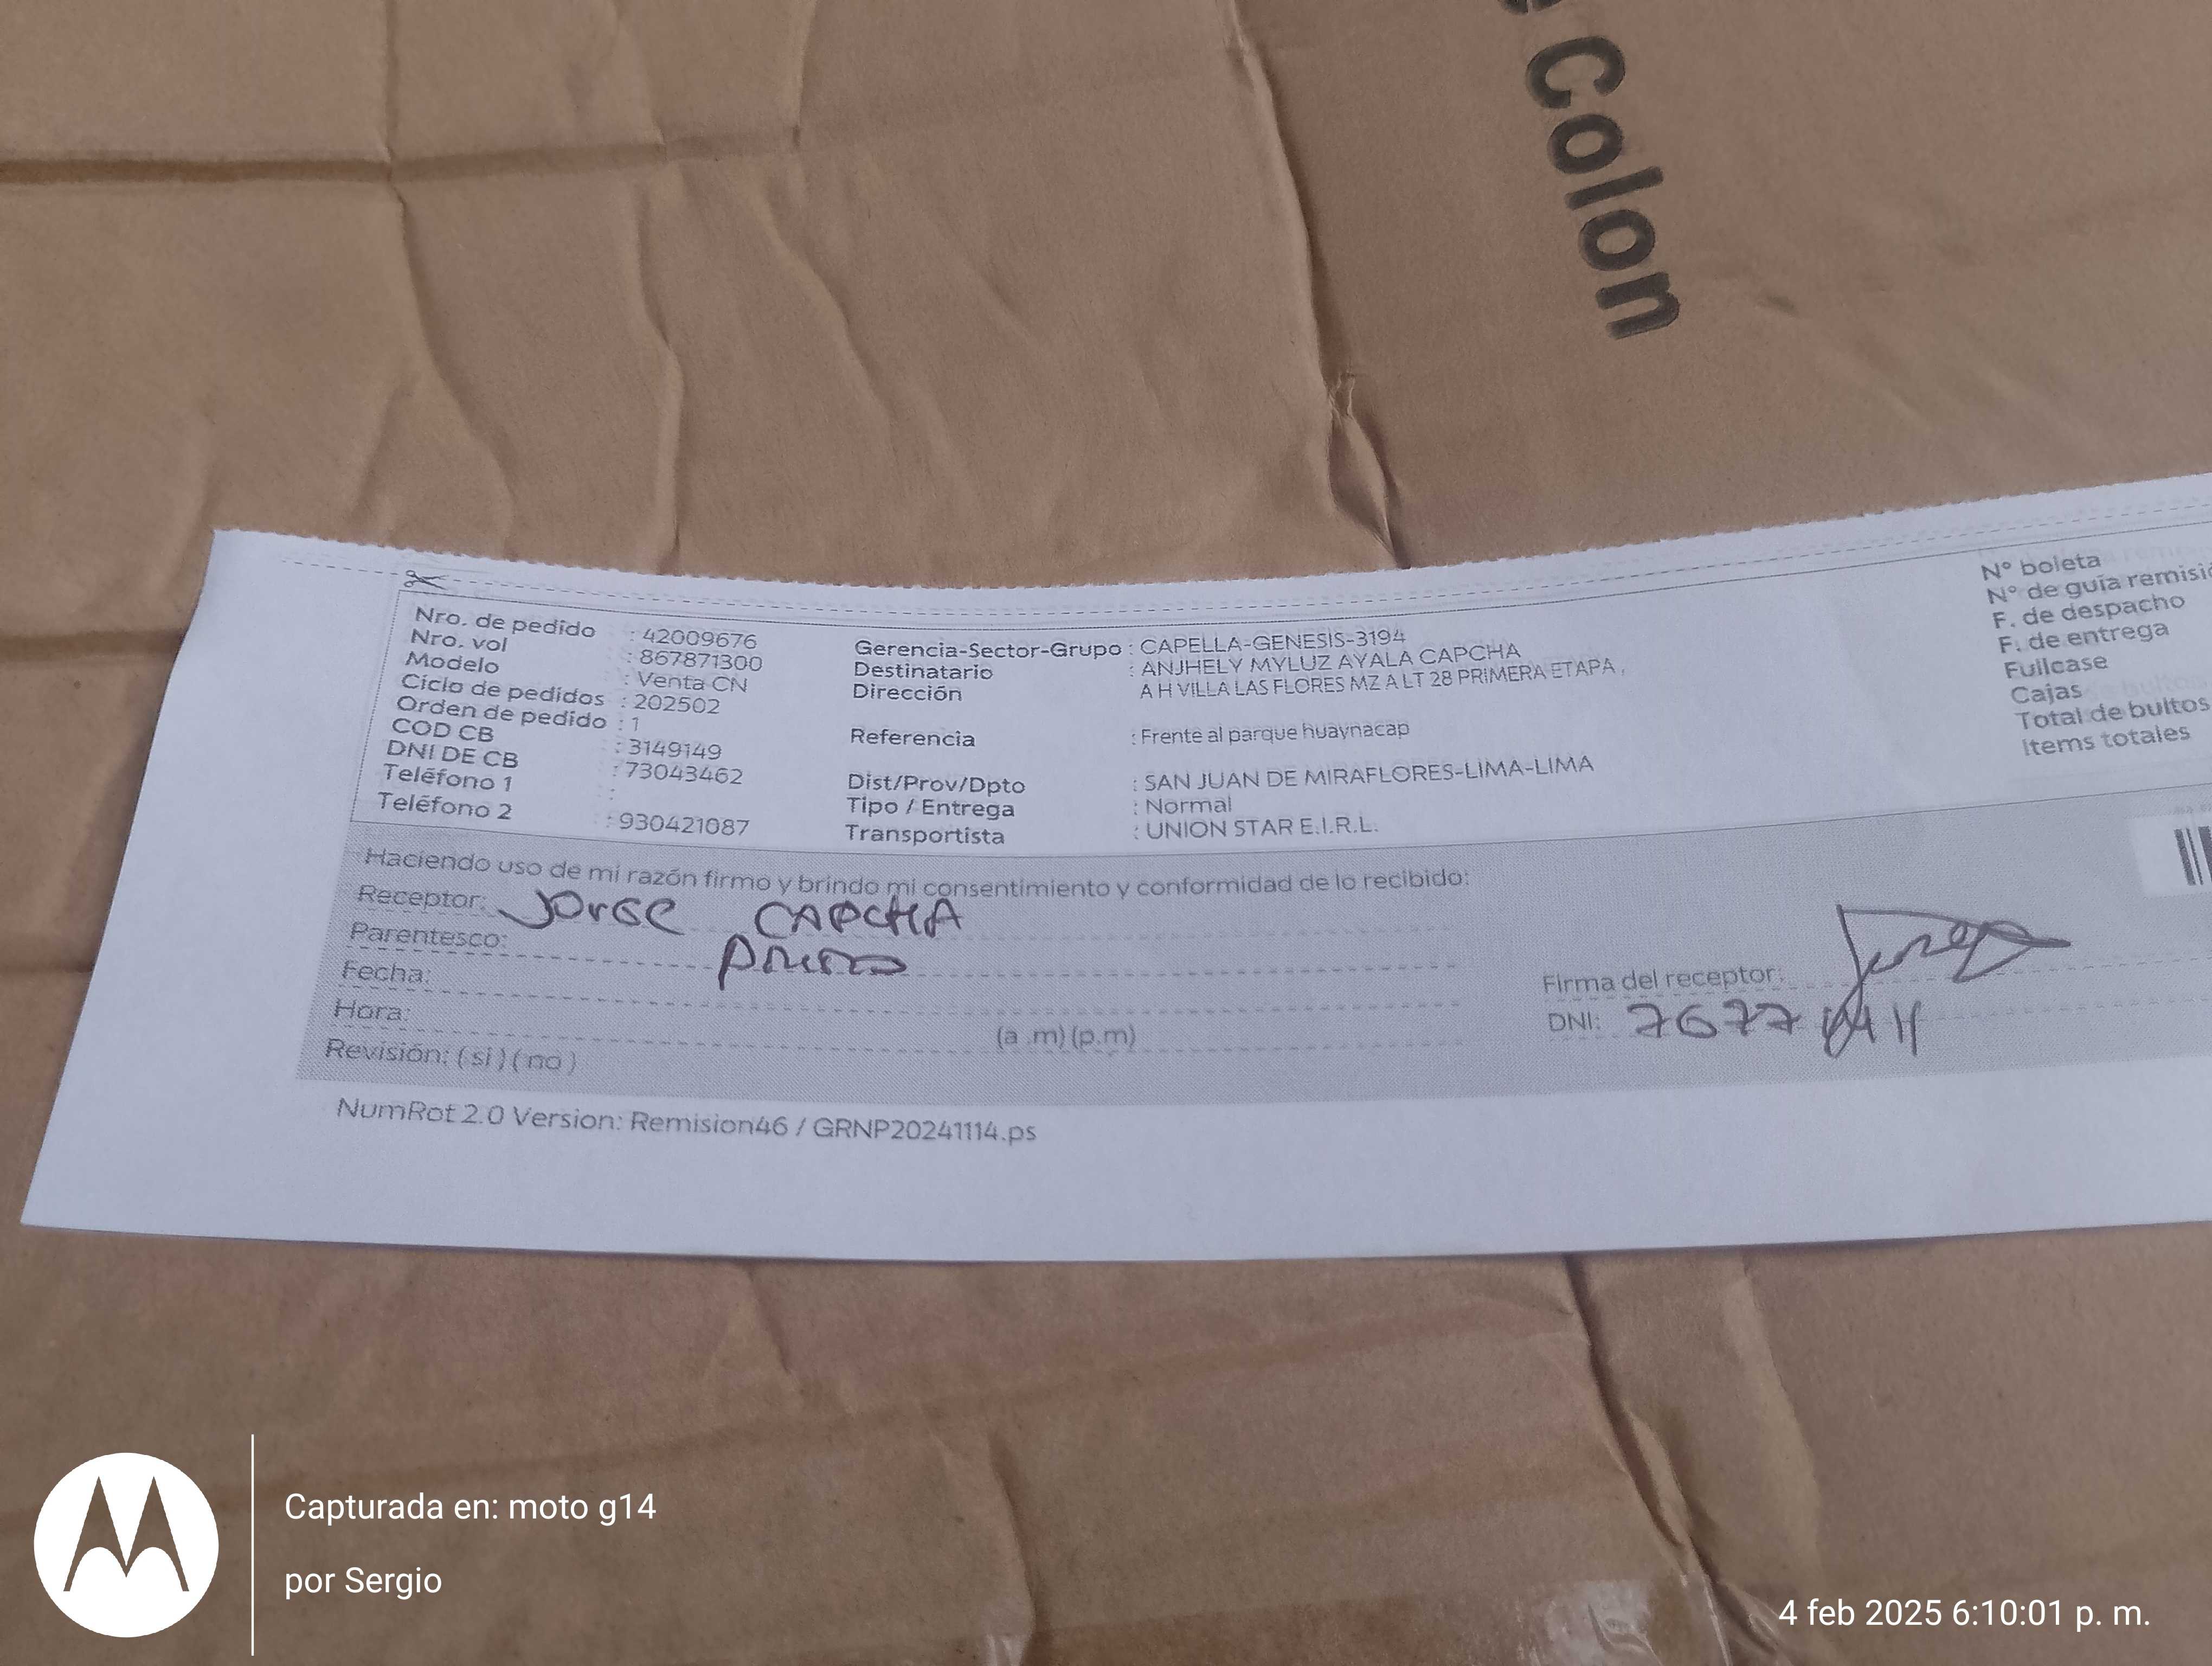 Colon
Nro. de pedido : 42009676
Nro. vol : 867871300
Modelo : Venta CN
Ciclo de pedidos : 202502
Orden de pedido : 1
COD CB : 3149149
DNI DE CB : 73043462
Teléfono 1 :
Teléfono 2 : 930421087
Gerencia-Sector-Grupo : CAPELLA-GENESIS-3194
Destinatario : ANJHELY MYLUZ AYALA CAPCHA
Dirección A H VILLA LAS FLORES MZ A LT 28 PRIMERA ETAPA ,
Referencia : Frente al parque huaynacap
Dist/Prov/Dpto : SAN JUAN DE MIRAFLORES-LIMA-LIMA
Tipo / Entrega : Normal
Transportista : UNION STAR E.I.R.L.
N° boleta
N° de guía
F. de despacho
F. de entrega
Fullcase
Cajas
Total de bultos
Items totales
Haciendo uso de mi razón firmo y brindo mi consentimiento y conformidad de lo recibido:
Receptor: Jorge CAPCHA
Parentesco:
Fecha:
Hora: (a .m) (p.m)
Revisión: ( si ) ( no )
Firma del receptor:
DNI:
NumRot 2.0 Version: Remision46 / GRNP20241114.ps
Capturada en: moto g14
por Sergio
4 feb 2025 6:10:01 p. m.